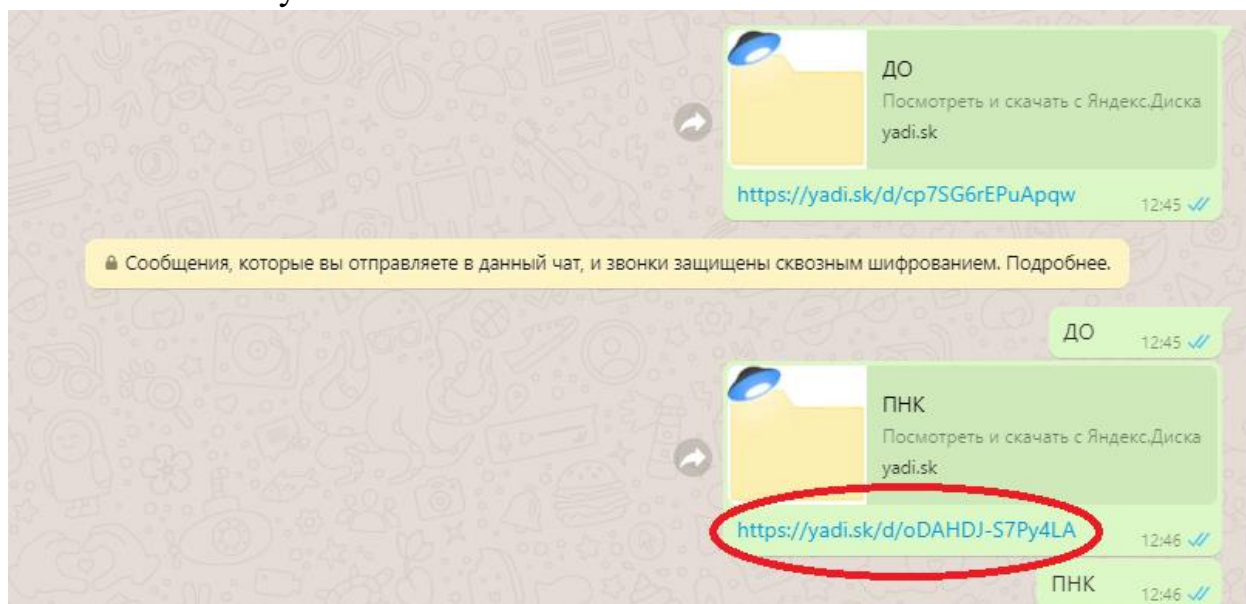 ДО
Посмотреть и скачать с Яндекс.Диска
yadi.sk
https://yadi.sk/d/cp7SG6rEPuApqw 12:45
Сообщения, которые вы отправляете в данный чат, и звонки защищены сквозным шифрованием. Подробнее.
ДО 12:45
ПНК
Посмотреть и скачать с Яндекс.Диска
yadi.sk
https://yadi.sk/d/oDAHDJ-S7Py4LA 12:46
ПНК 12:46